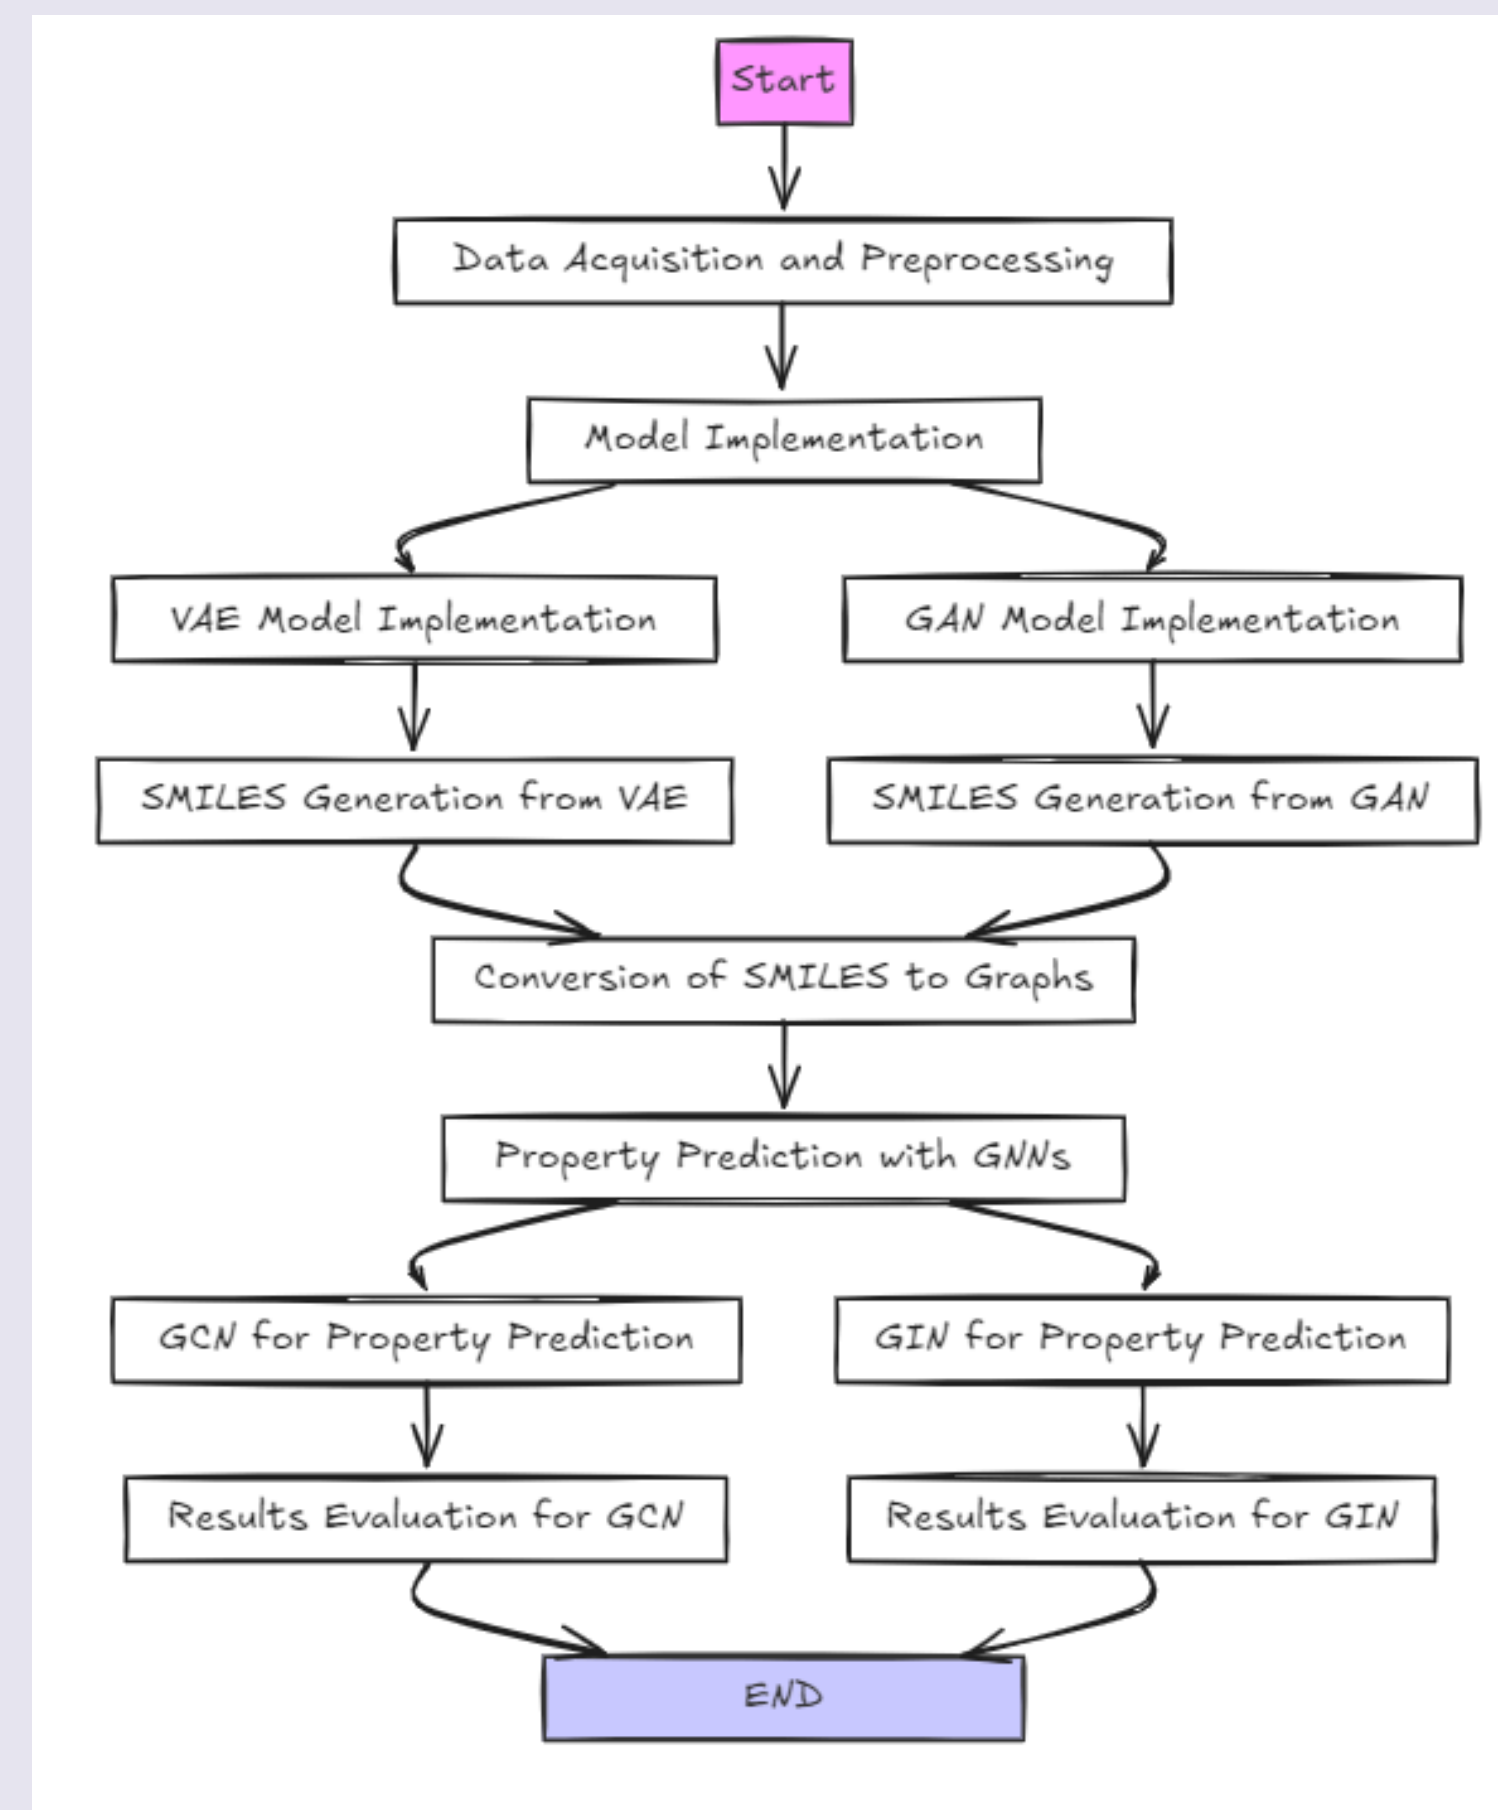 Start
Data Acquisition and Preprocessing
Model Implementation
VAE Model Implementation
GAN Model Implementation
SMILES Generation from VAE
SMILES Generation from GAN
Conversion of SMILES to Graphs
Property Prediction with GNNs
GCN for Property Prediction
GIN for Property Prediction
Results Evaluation for GCN
Results Evaluation for GIN
END